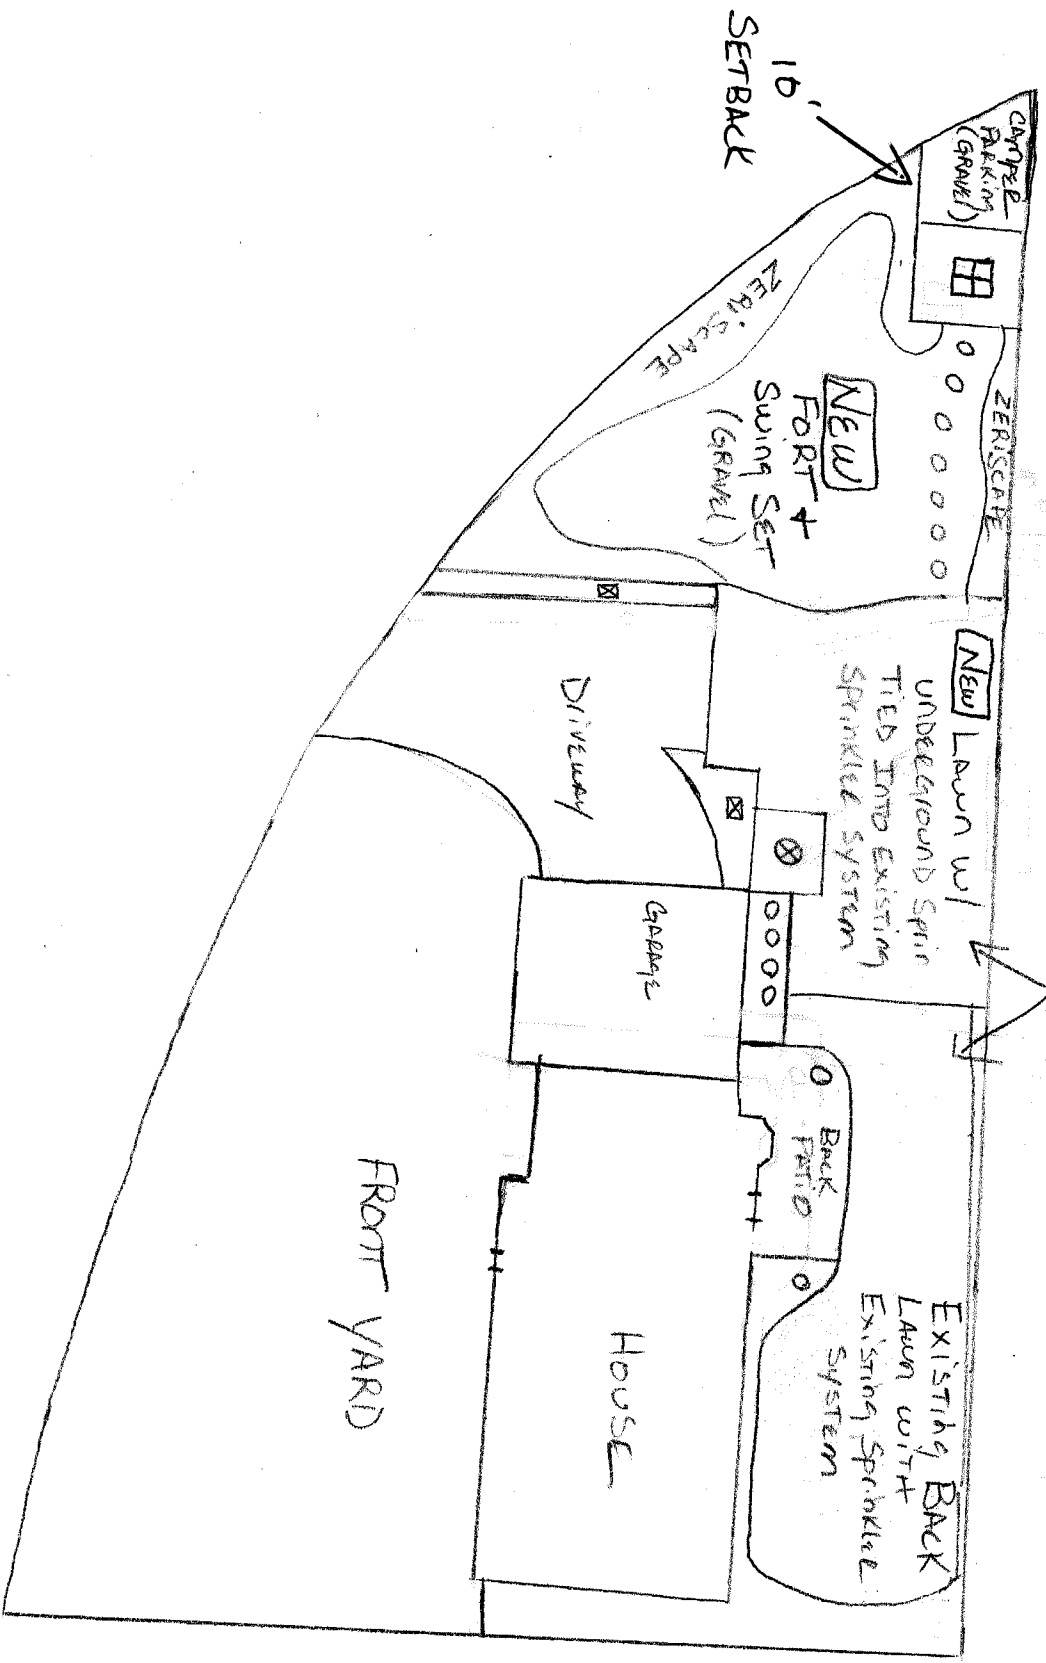 10'
SETBACK
CAMPER
PARKing
(GRAVEl)
ZERiSCAPE
ZERISCAPE
NEW
FORT +
Swing SET
(GRAVEl)
NEW LAWN W/
UNDERGROUND Sprin
TIED INTO Existing
Sprinkler System
DRiveway
GARAGE
BACK
PATIO
Existing BACK
LAWN WITH
Existing Sprinkler
System
HOUSE
FRONT YARD